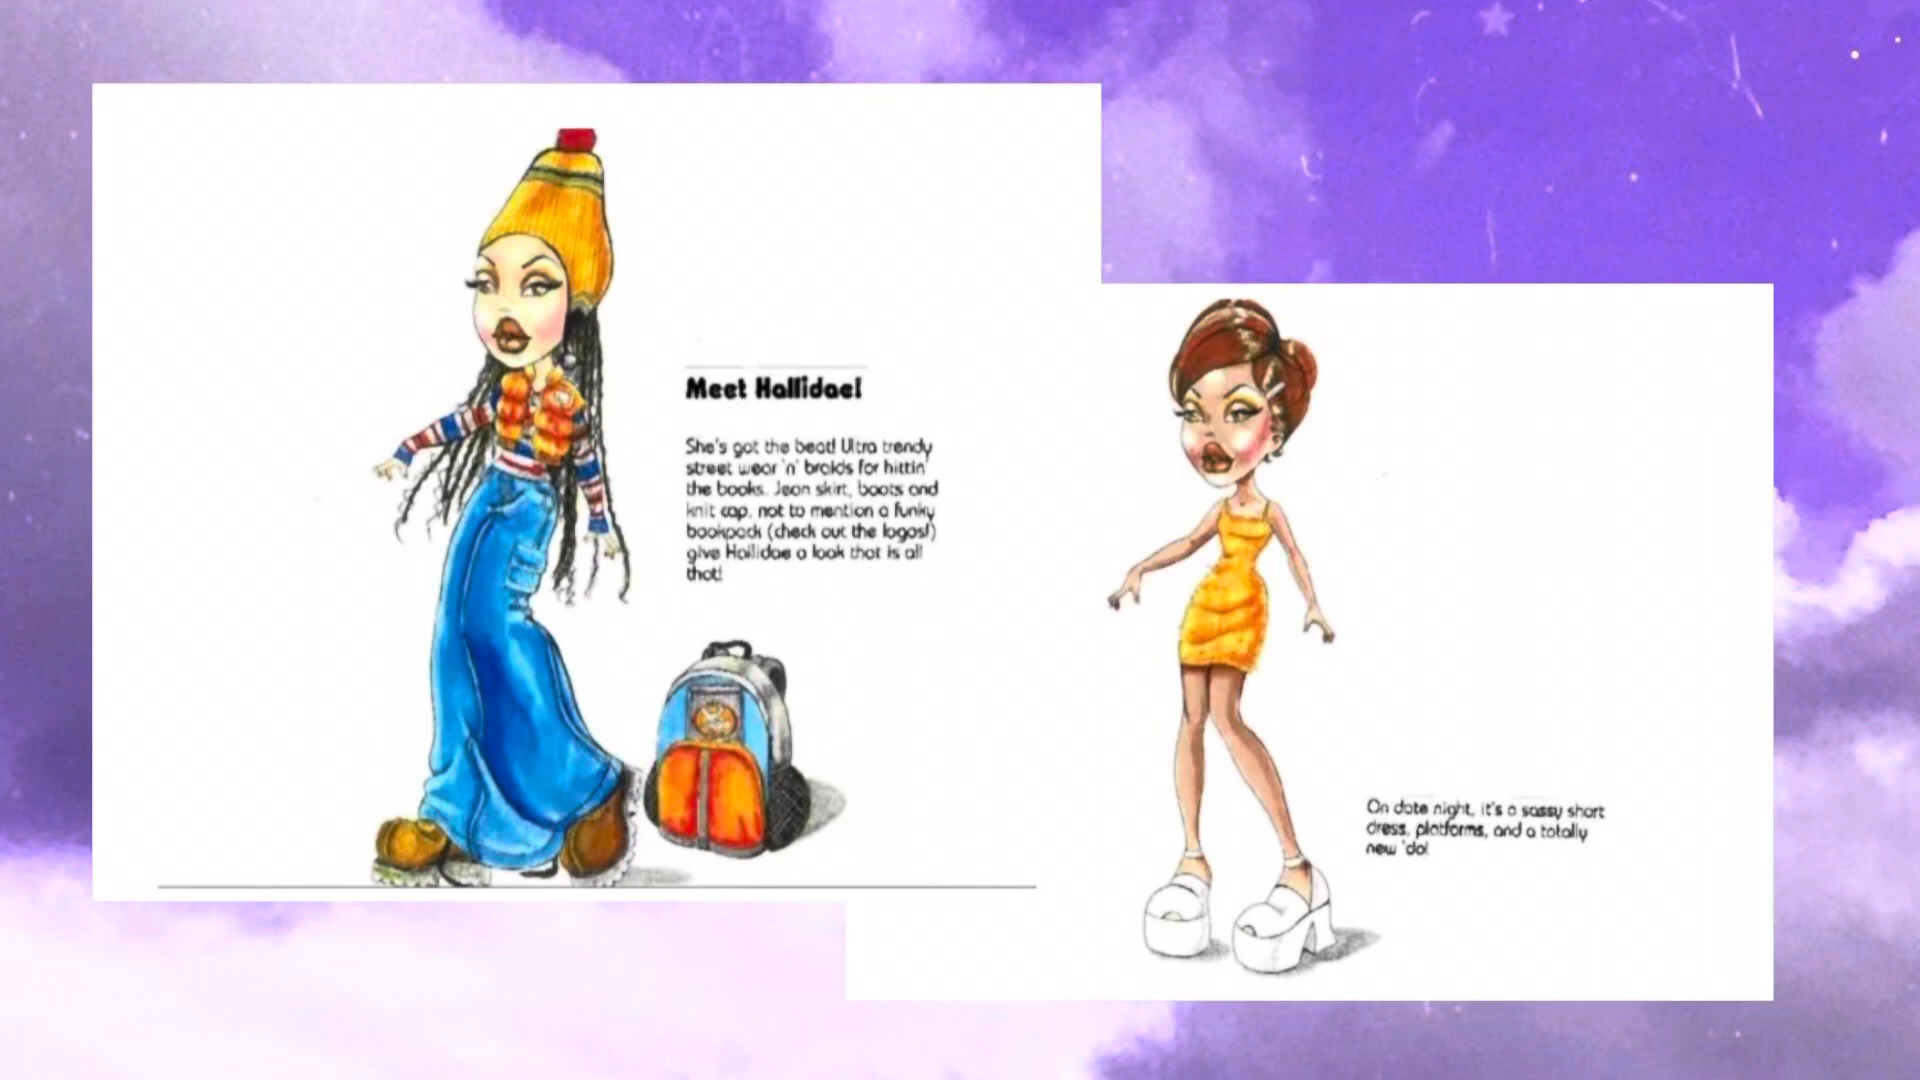 Meet Hallidae!
She's got the beat! Ultra trendy
street wear 'n' braids for hittin'
the books. Jean skirt, boots and
knit cap, not to mention a funky
bookpack (check out the logos!)
give Hallidae a look that is all
that!
On date night, it's a sassy short
dress, platforms, and a totally
new 'do!